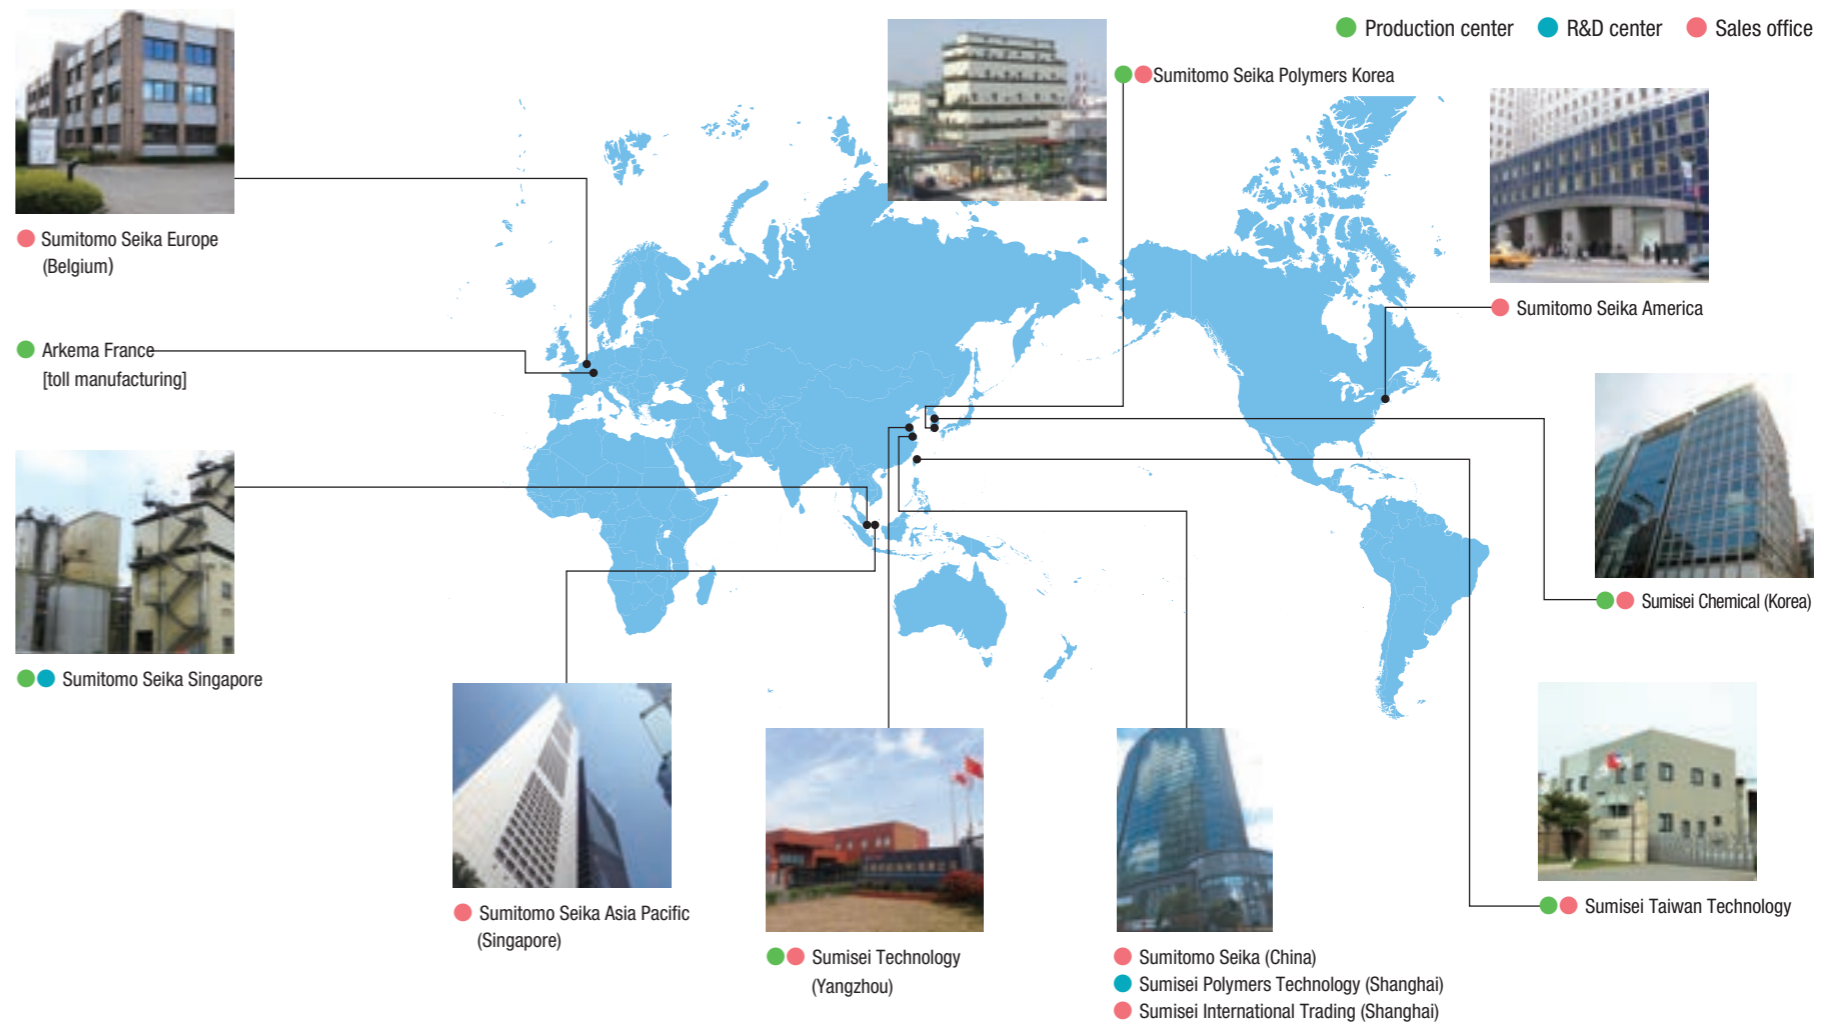 Production center
R&D center
Sales office
Sumitomo Seika Polymers Korea
Sumitomo Seika Europe
(Belgium)
Sumitomo Seika America
Arkema France
[toll manufacturing]
Sumisei Chemical (Korea)
Sumitomo Seika Singapore
Sumitomo Seika Asia Pacific
(Singapore)
Sumisei Technology
(Yangzhou)
Sumitomo Seika (China)
Sumisei Polymers Technology (Shanghai)
Sumisei International Trading (Shanghai)
Sumisei Taiwan Technology